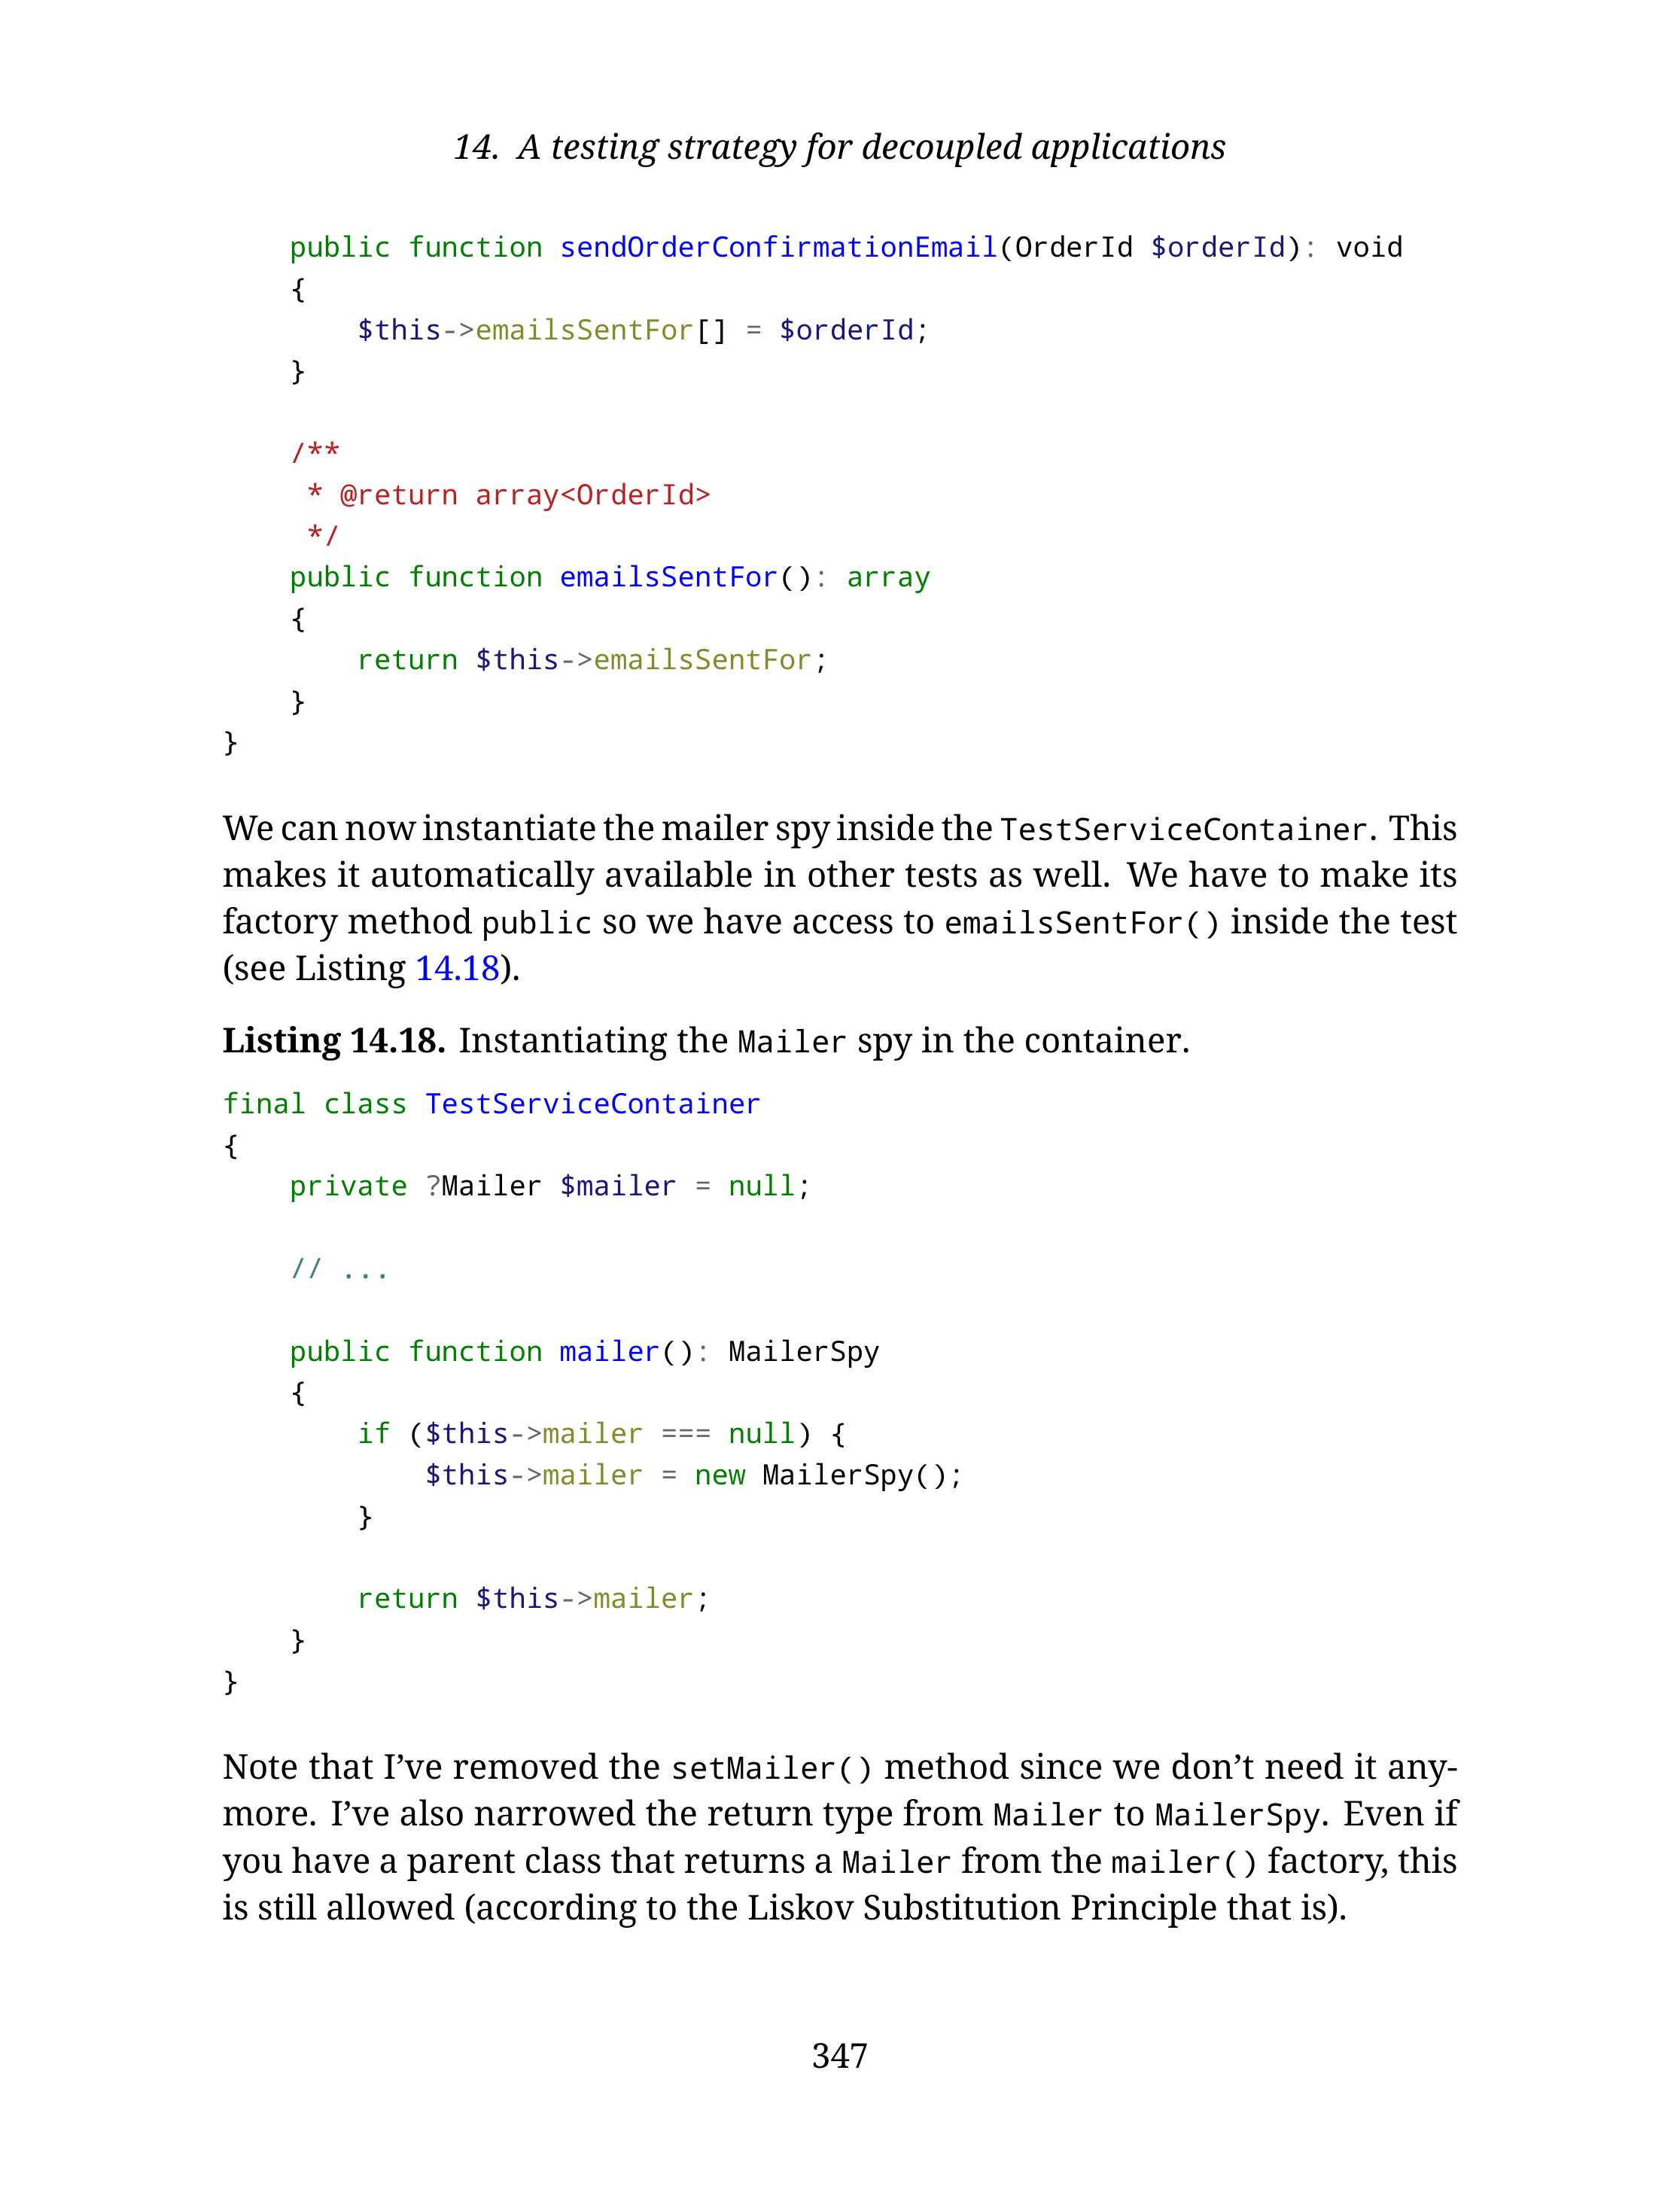 14. A testing strategy for decoupled applications
    public function sendOrderConfirmationEmail(OrderId $orderId): void
    {
        $this->emailsSentFor[] = $orderId;
    }
    /**
     * @return array<OrderId>
     */
    public function emailsSentFor(): array
    {
        return $this->emailsSentFor;
    }
}
We can now instantiate the mailer spy inside the TestServiceContainer. This
makes it automatically available in other tests as well. We have to make its
factory method public so we have access to emailsSentFor() inside the test
(see Listing 14.18).
Listing 14.18. Instantiating the Mailer spy in the container.
final class TestServiceContainer
{
    private ?Mailer $mailer = null;
    // ...
    public function mailer(): MailerSpy
    {
        if ($this->mailer === null) {
            $this->mailer = new MailerSpy();
        }
        return $this->mailer;
    }
}
Note that I’ve removed the setMailer() method since we don’t need it any-
more. I’ve also narrowed the return type from Mailer to MailerSpy. Even if
you have a parent class that returns a Mailer from the mailer() factory, this
is still allowed (according to the Liskov Substitution Principle that is).
347